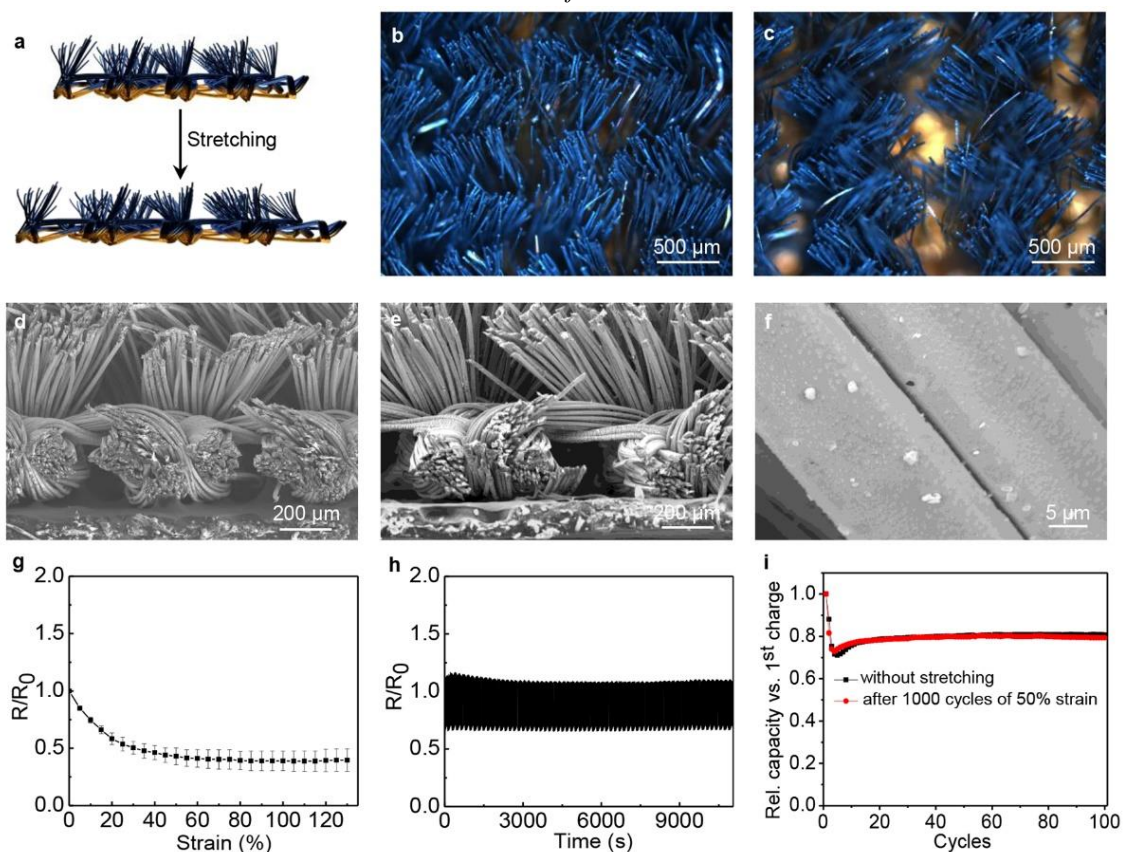 a
Stretching
b
500 µm
c
500 µm
d
200 µm
e
200 µm
f
5 µm
g
2.0
1.5
1.0
0.5
0.0
R/R0
0 20 40 60 80 100 120
Strain (%)
h
2.0
1.5
1.0
0.5
0.0
R/R0
0 3000 6000 9000
Time (s)
i
1.0
0.8
0.6
0.4
0.2
0.0
Rel. capacity vs. 1st charge
without stretching
after 1000 cycles of 50% strain
0 20 40 60 80 100
Cycles